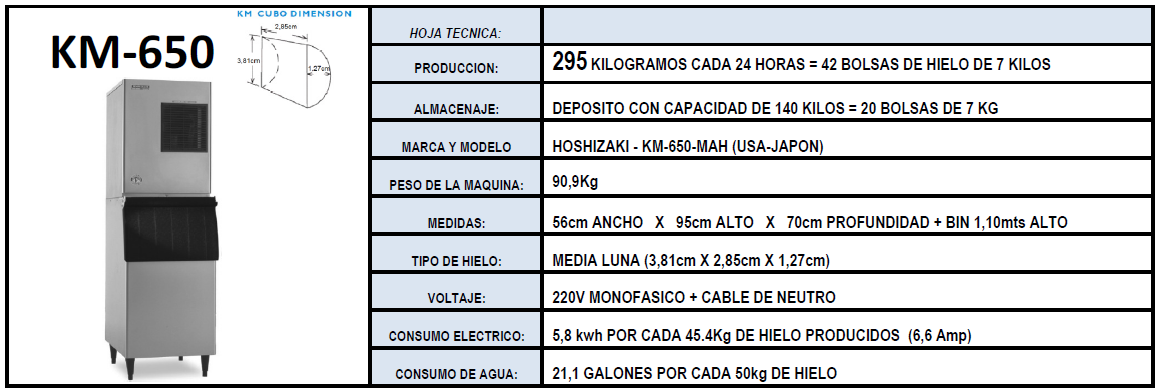 KM CUBO DIMENSION
2,85cm
3,81cm
1,27cm
KM-650
HOJA TECNICA:
PRODUCCION: 295 KILOGRAMOS CADA 24 HORAS = 42 BOLSAS DE HIELO DE 7 KILOS
ALMACENAJE: DEPOSITO CON CAPACIDAD DE 140 KILOS = 20 BOLSAS DE 7 KG
MARCA Y MODELO HOSHIZAKI - KM-650-MAH (USA-JAPON)
PESO DE LA MAQUINA: 90,9Kg
MEDIDAS: 56cm ANCHO X 95cm ALTO X 70cm PROFUNDIDAD + BIN 1,10mts ALTO
TIPO DE HIELO: MEDIA LUNA (3,81cm X 2,85cm X 1,27cm)
VOLTAJE: 220V MONOFASICO + CABLE DE NEUTRO
CONSUMO ELECTRICO: 5,8 kwh POR CADA 45.4Kg DE HIELO PRODUCIDOS (6,6 Amp)
CONSUMO DE AGUA: 21,1 GALONES POR CADA 50kg DE HIELO